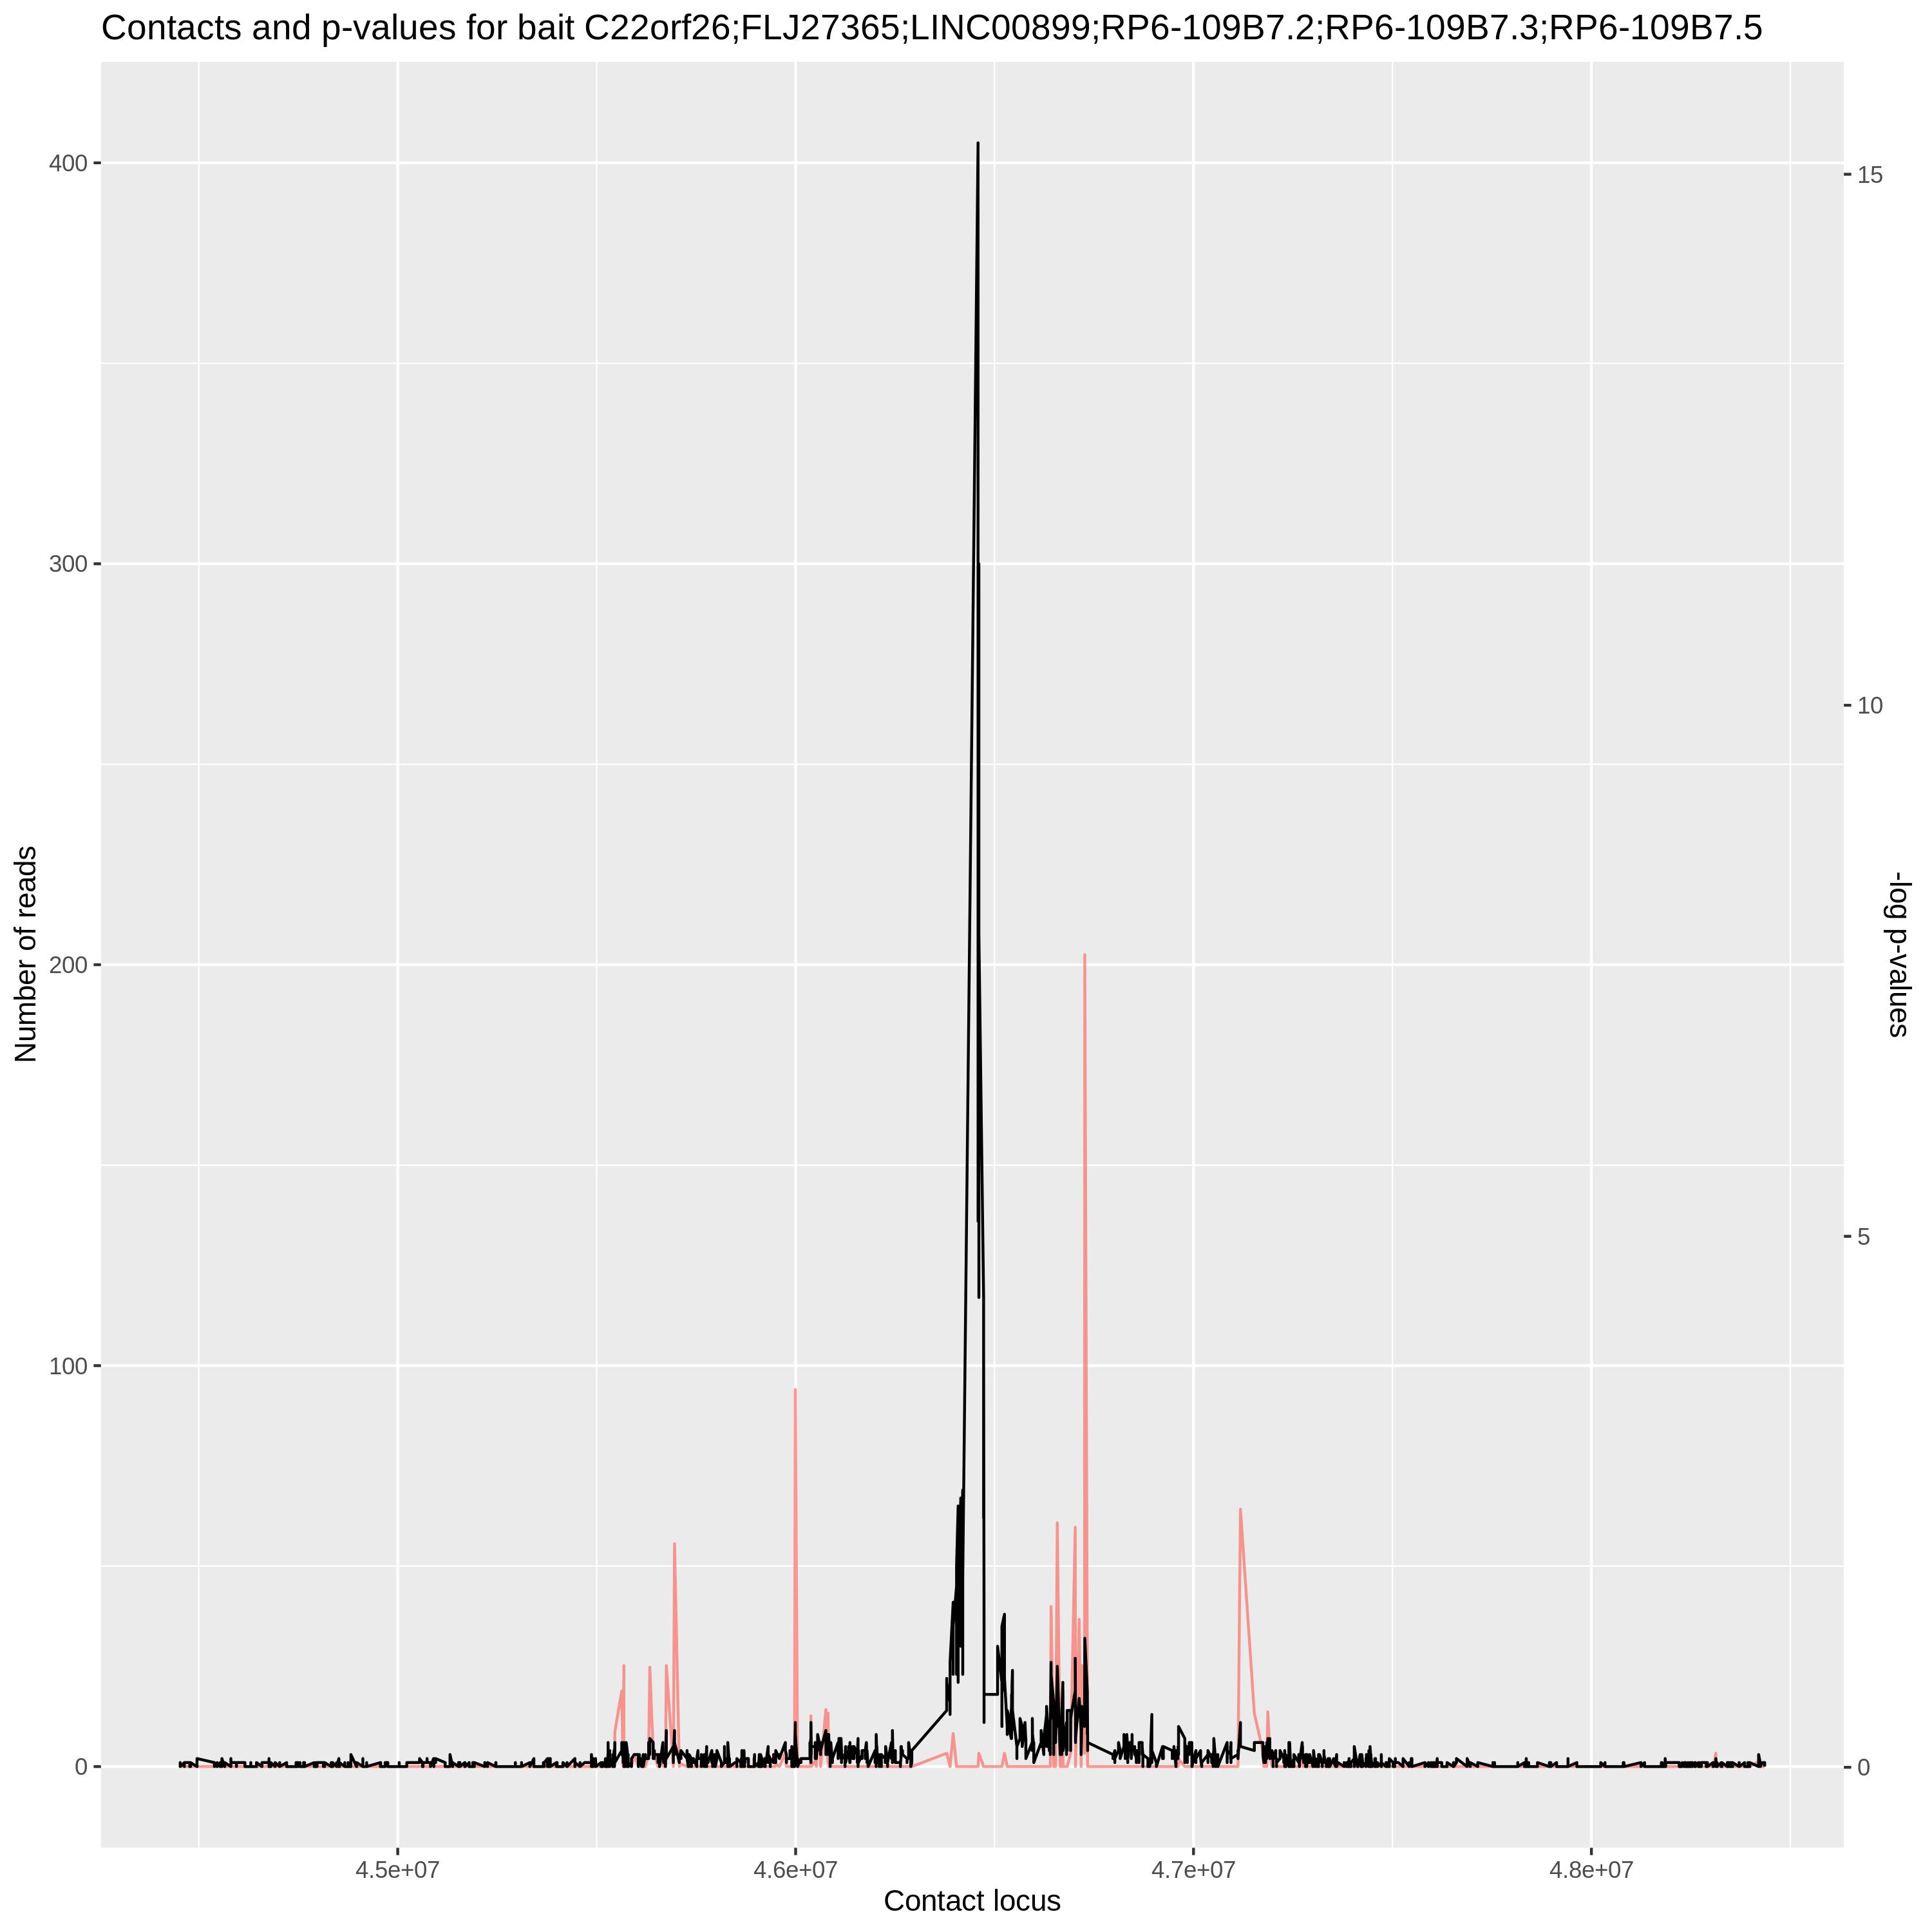 Contacts and p-values for bait C22orf26;FLJ27365;LINC00899;RP6-109B7.2;RP6-109B7.3;RP6-109B7.5
400
300
200
100
0
Number of reads
15
10
5
0
-log p-values
4.5e+07 4.6e+07 4.7e+07 4.8e+07
Contact locus